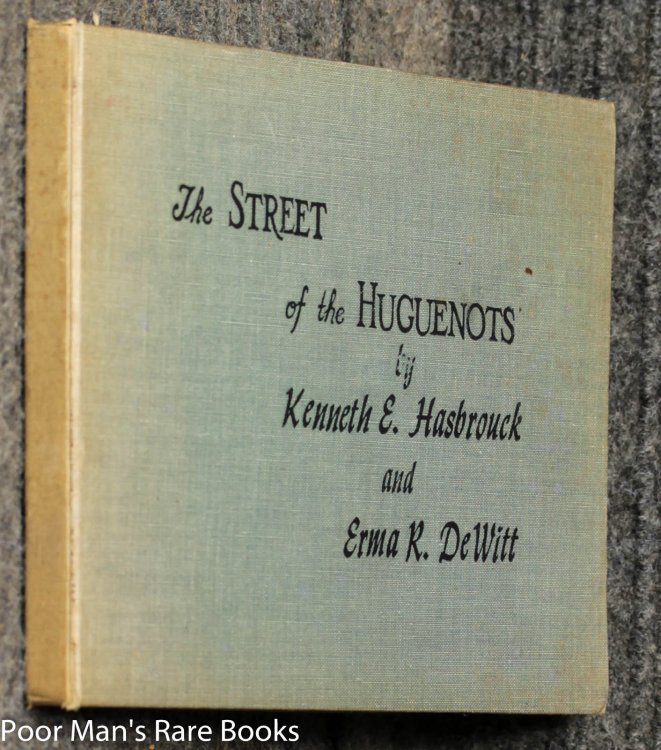 The STREET
of the HUGUENOTS
by
Kenneth E. Hasbrouck
and
Erma R. DeWitt
Poor Man's Rare Books